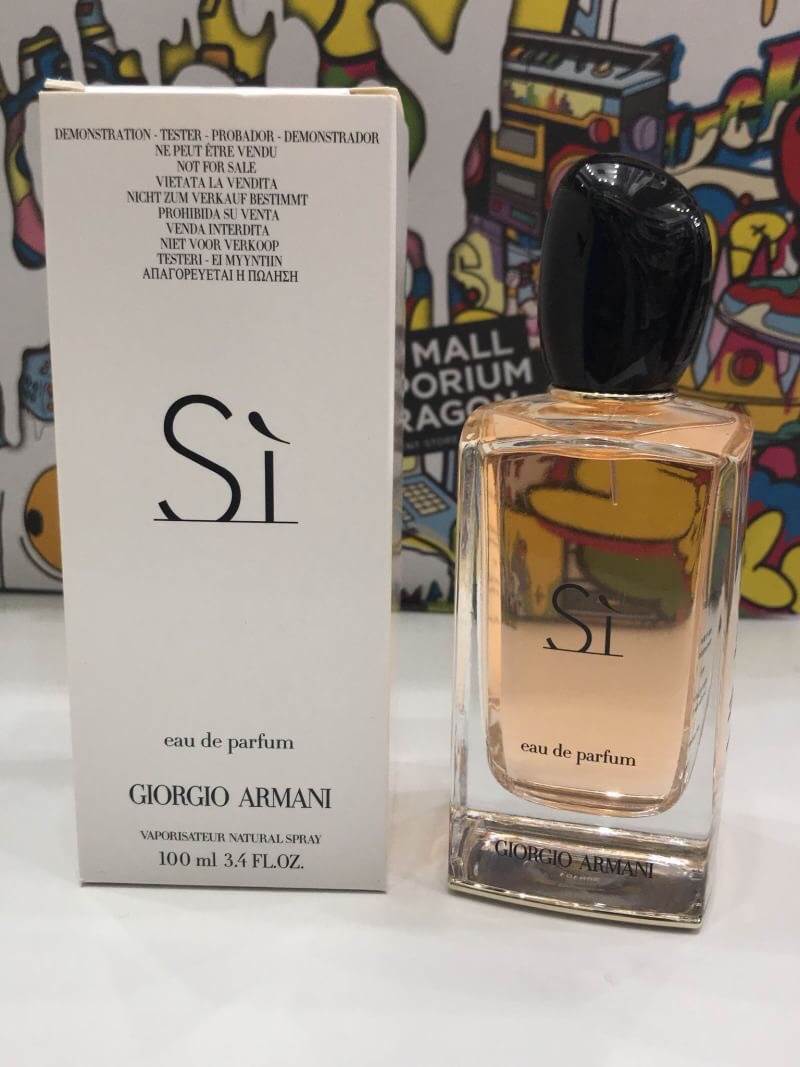 DEMONSTRATION - TESTER - PROBADOR - DEMONSTRADOR
NE PEUT ÊTRE VENDU
NOT FOR SALE
VIETATA LA VENDITA
NICHT ZUM VERKAUF BESTIMMT
PROHIBIDA SU VENTA
VENDA INTERDITA
NIET VOOR VERKOOP
TESTERI - EI MYYNTIIN
ΑΠΑΓΟΡΕΥΕΤΑΙ Η ΠΩΛΗΣΗ
Sì
eau de parfum
GIORGIO ARMANI
VAPORISATEUR NATURAL SPRAY
100 ml 3.4 FL.OZ.
MALL
Sì
eau de parfum
GIORGIO ARMANI